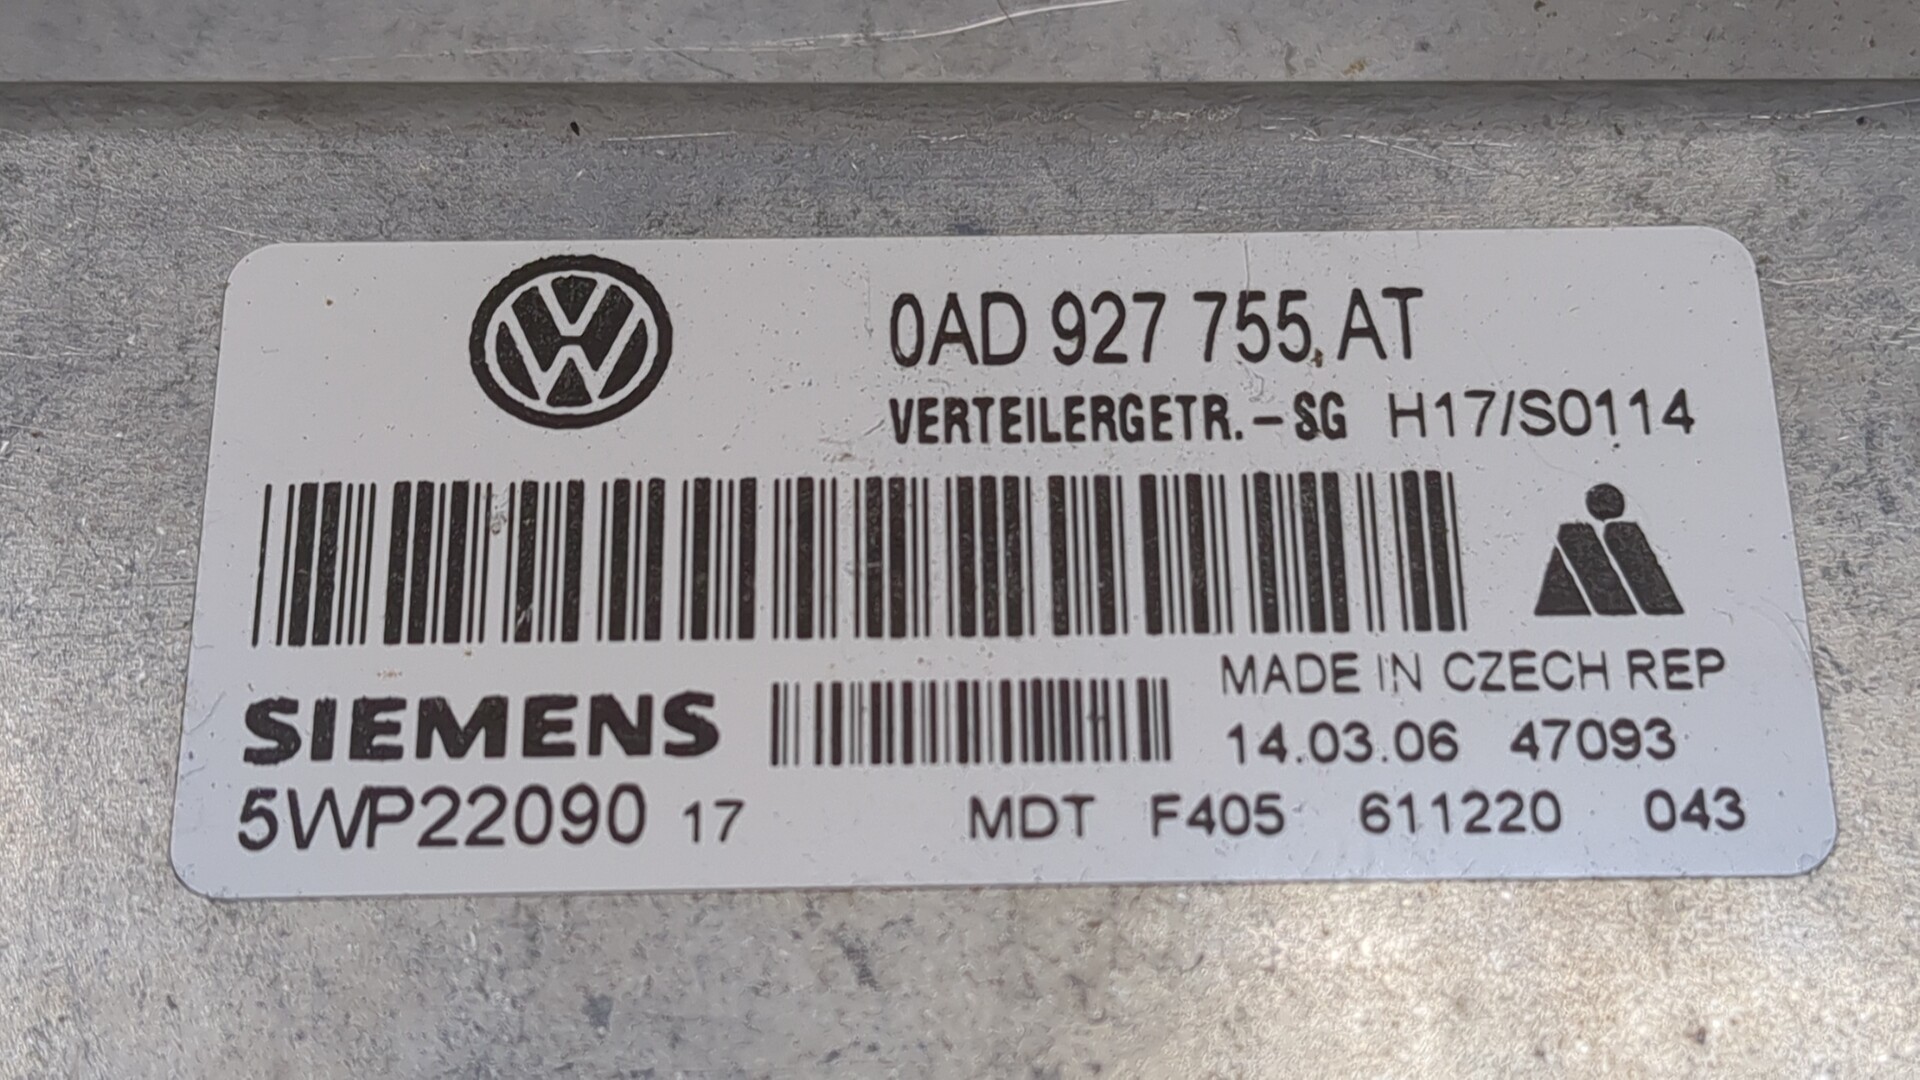 0AD 927 755 AT
VERTEILERGETR.-SG H17/S0114
MADE IN CZECH REP
SIEMENS
14.03.06 47093
5WP22090 17 MDT F405 611220 043